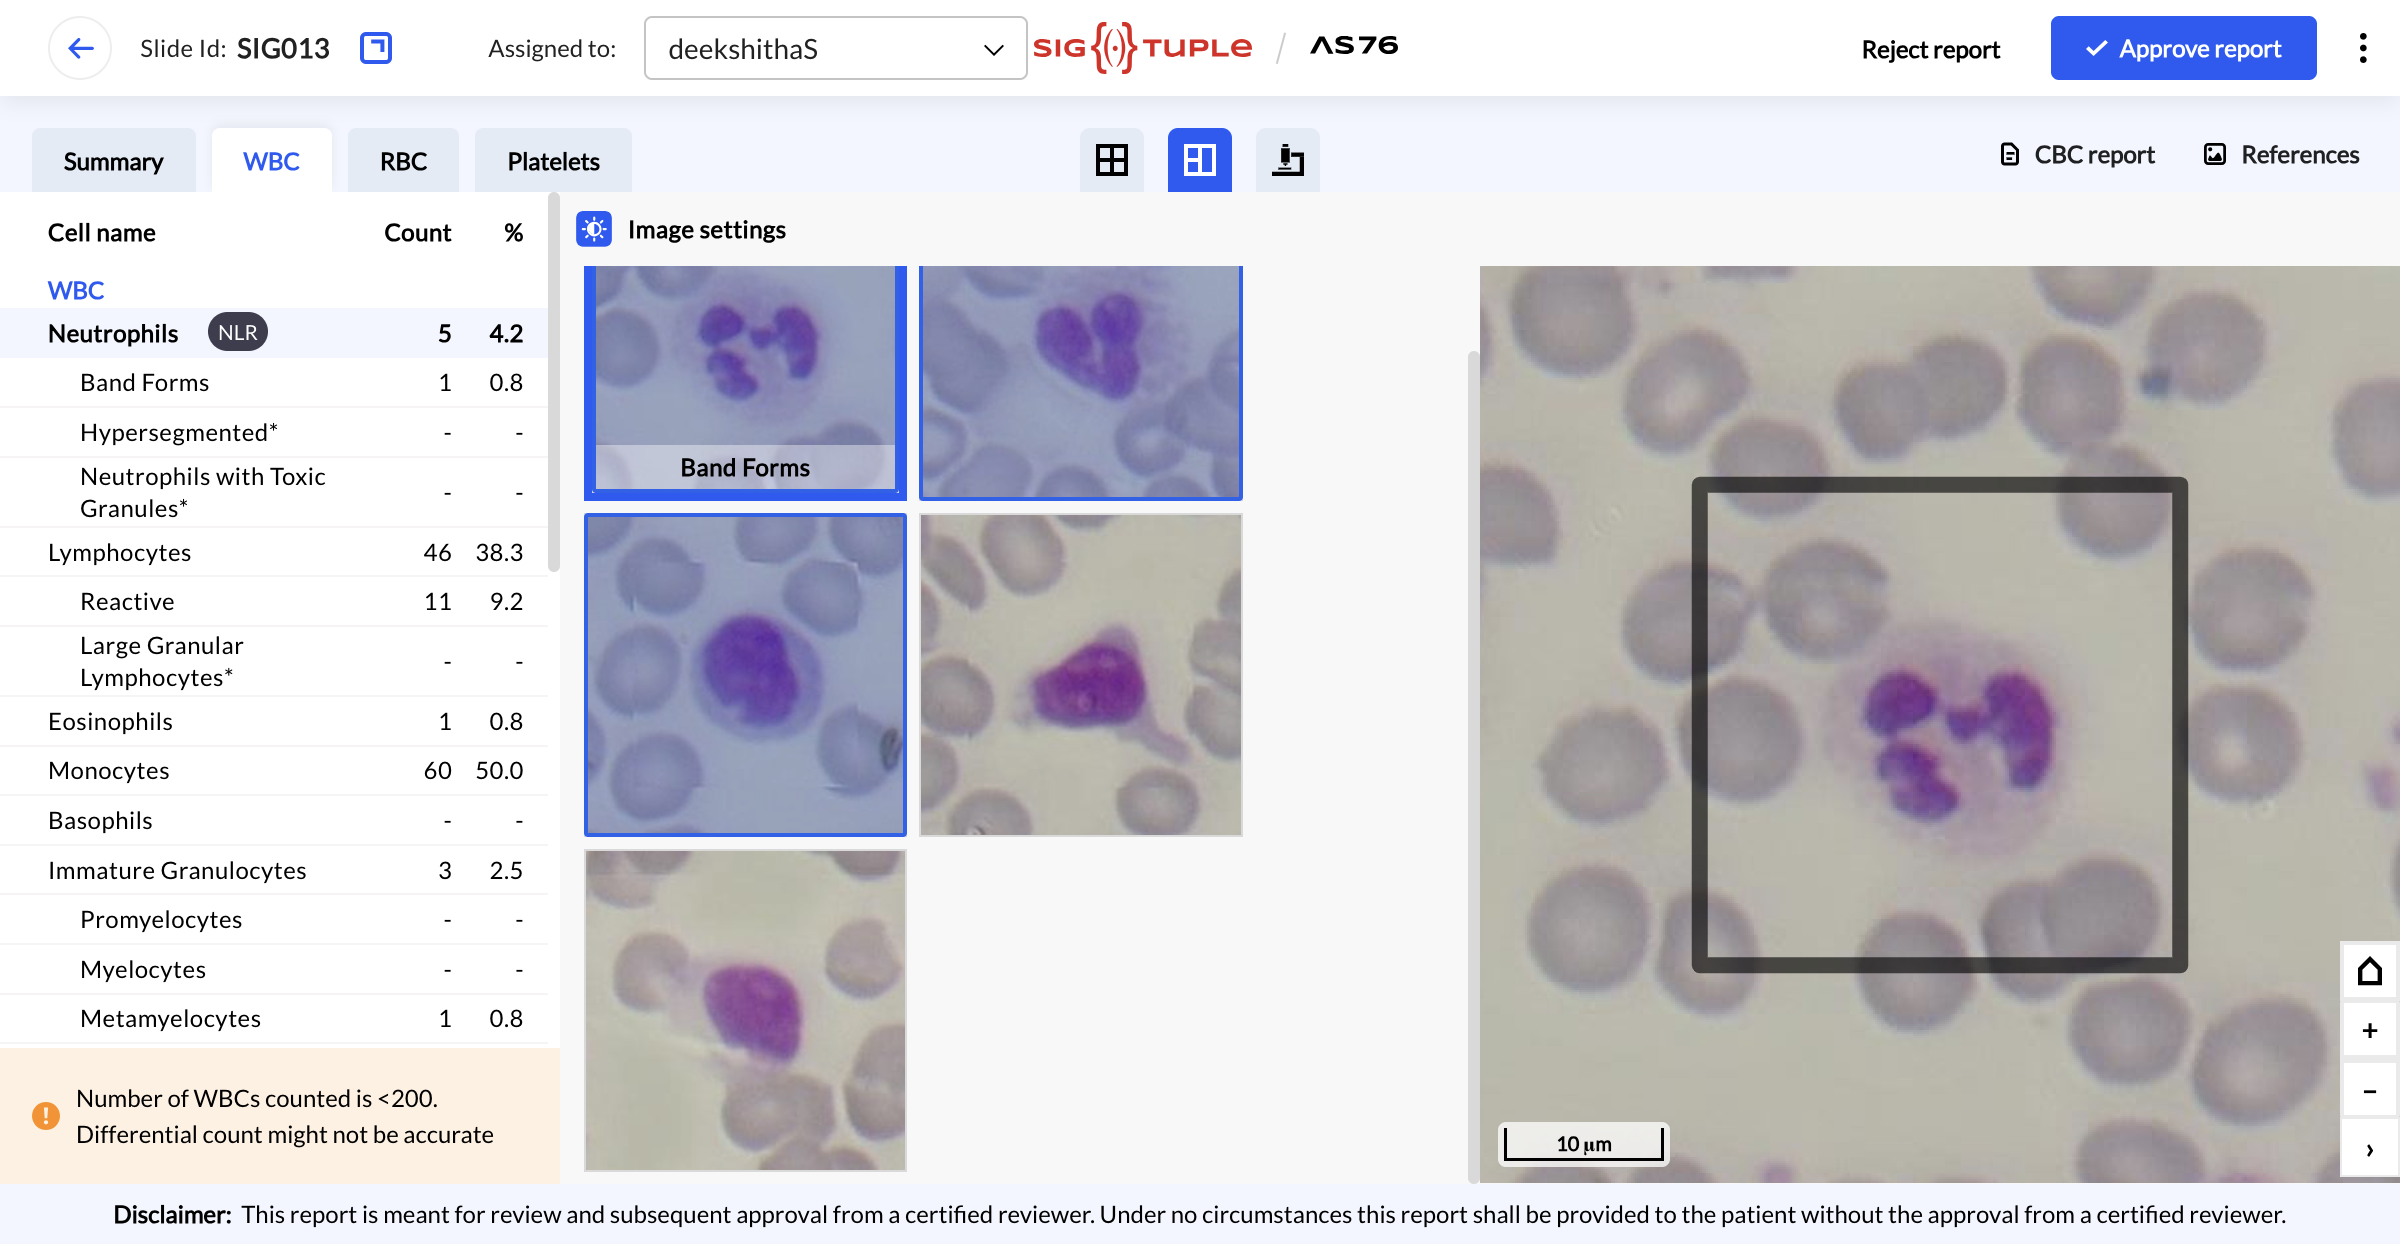 Slide Id: SIG013
Assigned to: deekshithaS
SIG TUPLE / AS76
Reject report
Approve report
Summary
WBC
RBC
Platelets
CBC report
References
Cell name Count %
WBC
Neutrophils NLR 5 4.2
Band Forms 1 0.8
Hypersegmented* - -
Neutrophils with Toxic
Granules* - -
Lymphocytes 46 38.3
Reactive 11 9.2
Large Granular
Lymphocytes* - -
Eosinophils 1 0.8
Monocytes 60 50.0
Basophils - -
Immature Granulocytes 3 2.5
Promyelocytes - -
Myelocytes - -
Metamyelocytes 1 0.8
Number of WBCs counted is <200.
Differential count might not be accurate
Image settings
Band Forms
10 µm
Disclaimer: This report is meant for review and subsequent approval from a certified reviewer. Under no circumstances this report shall be provided to the patient without the approval from a certified reviewer.